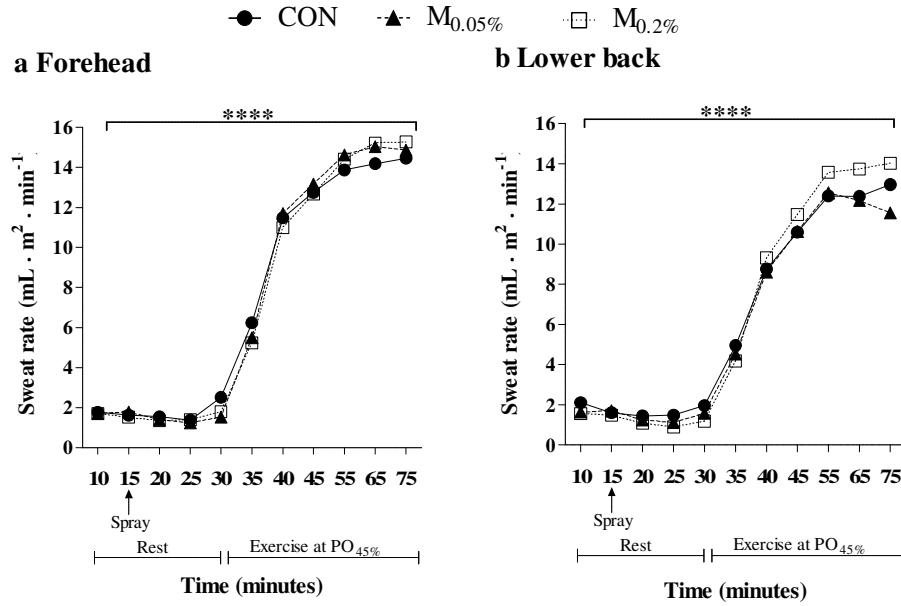 CON M0.05% M0.2%
a Forehead
b Lower back
****
16
14
12
10
8
6
4
2
0
Sweat rate (mL · m² · min⁻¹)
10 15 20 25 30 35 40 45 55 65 75
Spray
Rest Exercise at PO45%
Time (minutes)
****
16
14
12
10
8
6
4
2
0
Sweat rate (mL · m² · min⁻¹)
10 15 20 25 30 35 40 45 55 65 75
Spray
Rest Exercise at PO45%
Time (minutes)